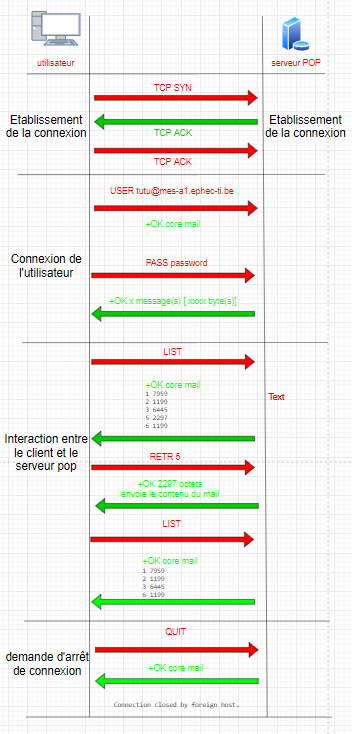 utilisateur
serveur POP
TCP SYN
Etablissement
de la connexion
Etablissement
de la connexion
TCP ACK
TCP ACK
USER tutu@mes-a1.ephec-ti.be
+OK core mail
Connexion de
l'utilisateur
PASS password
+OK x message(s) [ xxxx byte(s)]
LIST
+OK core mail
1 7959
2 1199
3 6445
5 2297
6 1199
Text
Interaction entre
le client et le
serveur pop
RETR 5
+OK 2297 octets
envoie le contenu du mail
LIST
+OK core mail
1 7959
2 1199
3 6445
6 1199
QUIT
demande d'arrêt
de connexion
+OK core mail
Connection closed by foreign host.